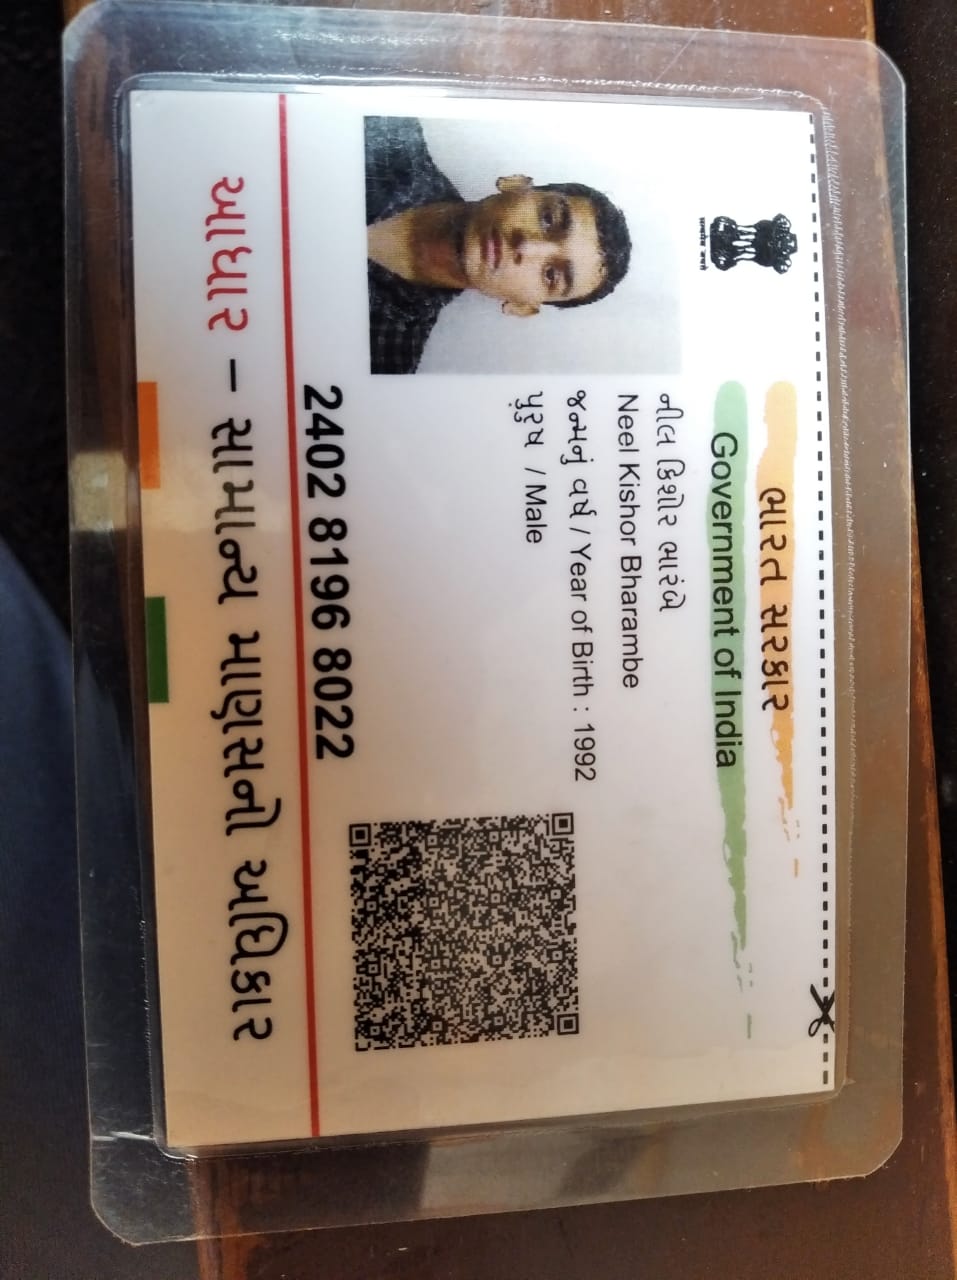 ભારત સરકાર
Government of India
નીલ કિશોર ભારંબે
Neel Kishor Bharambe
જન્મનું વર્ષ / Year of Birth : 1992
પુરુષ / Male
2402 8196 8022
આધાર – સામાન્ય માણસનો અધિકાર